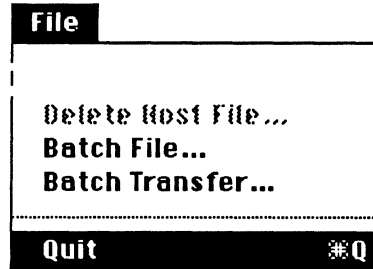 File
Delete Host File...
Batch File...
Batch Transfer...
Quit ⌘Q